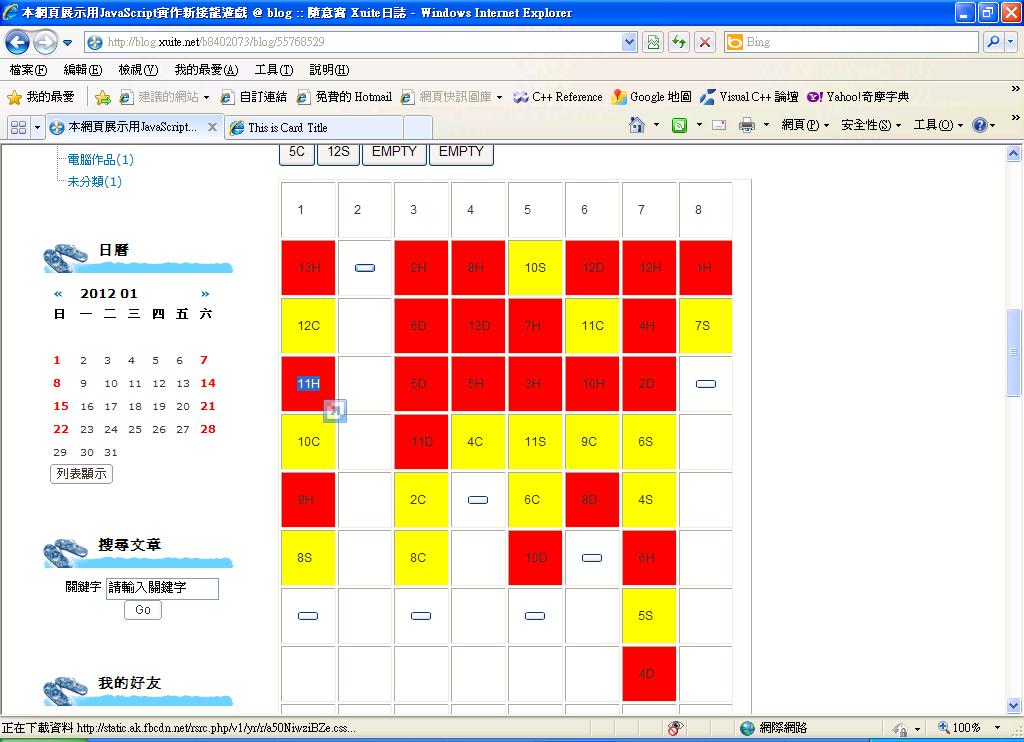 本網頁展示用JavaScript實作新接龍遊戲 @ blog :: 隨意窩 Xuite日誌 - Windows Internet Explorer
http://blog.xuite.net/b8402073/blog/55768529
Bing
檔案(F) 編輯(E) 檢視(V) 我的最愛(A) 工具(T) 說明(H)
我的最愛 建議的網站 自訂連結 免費的 Hotmail 網頁快訊圖庫 C++ Reference Google 地圖 Visual C++ 論壇 Yahoo!奇摩字典
本網頁展示用JavaScript... This is Card Title
網頁(P) 安全性(S) 工具(O)
電腦作品(1)
未分類(1)
5C 12S EMPTY EMPTY
1 2 3 4 5 6 7 8
13H 2H 8H 10S 12D 12H 1H
12C 6D 13D 7H 11C 4H 7S
11H 5D 5H 3H 10H 2D
10C 11D 4C 11S 9C 6S
9H 2C 6C 8D 4S
8S 8C 10D 6H
5S
4D
日曆
« 2012 01 »
日 一 二 三 四 五 六
1 2 3 4 5 6 7
8 9 10 11 12 13 14
15 16 17 18 19 20 21
22 23 24 25 26 27 28
29 30 31
列表顯示
搜尋文章
關鍵字 請輸入關鍵字
Go
我的好友
正在下載資料 http://static.ak.fbcdn.net/rsrc.php/v1/yr/r/a50NiwziBZe.css...
網際網路
100%